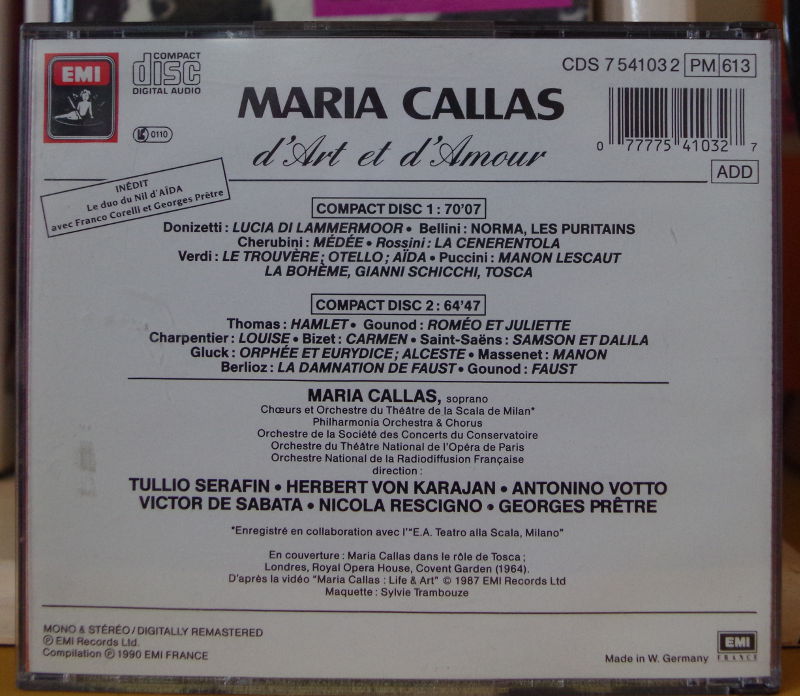 EMI
COMPACT
disc
DIGITAL AUDIO
LC 0110
CDS 7 54103 2 PM 613
MARIA CALLAS
d'Art et d'Amour
0 77775 41032 7
ADD
INÉDIT
Le duo du Nil d'AÏDA
avec Franco Corelli et Georges Prêtre
COMPACT DISC 1 : 70'07
Donizetti : LUCIA DI LAMMERMOOR • Bellini : NORMA, LES PURITAINS
Cherubini : MÉDÉE • Rossini : LA CENERENTOLA
Verdi : LE TROUVÈRE ; OTELLO ; AÏDA • Puccini : MANON LESCAUT
LA BOHÈME, GIANNI SCHICCHI, TOSCA
COMPACT DISC 2 : 64'47
Thomas : HAMLET • Gounod : ROMÉO ET JULIETTE
Charpentier : LOUISE • Bizet : CARMEN • Saint-Saëns : SAMSON ET DALILA
Gluck : ORPHÉE ET EURYDICE ; ALCESTE • Massenet : MANON
Berlioz : LA DAMNATION DE FAUST • Gounod : FAUST
MARIA CALLAS, soprano
Chœurs et Orchestre du Théâtre de la Scala de Milan*
Philharmonia Orchestra & Chorus
Orchestre de la Société des Concerts du Conservatoire
Orchestre du Théâtre National de l'Opéra de Paris
Orchestre National de la Radiodiffusion Française
direction :
TULLIO SERAFIN • HERBERT VON KARAJAN • ANTONINO VOTTO
VICTOR DE SABATA • NICOLA RESCIGNO • GEORGES PRÊTRE
*Enregistré en collaboration avec l'"E.A. Teatro alla Scala, Milano"
En couverture : Maria Callas dans le rôle de Tosca ;
Londres, Royal Opera House, Covent Garden (1964).
D'après la vidéo "Maria Callas : Life & Art" © 1987 EMI Records Ltd
Maquette : Sylvie Trambouze
MONO & STÉRÉO/DIGITALLY REMASTERED
℗ EMI Records Ltd.
Compilation ℗ 1990 EMI FRANCE
Made in W. Germany
EMI
FRANCE